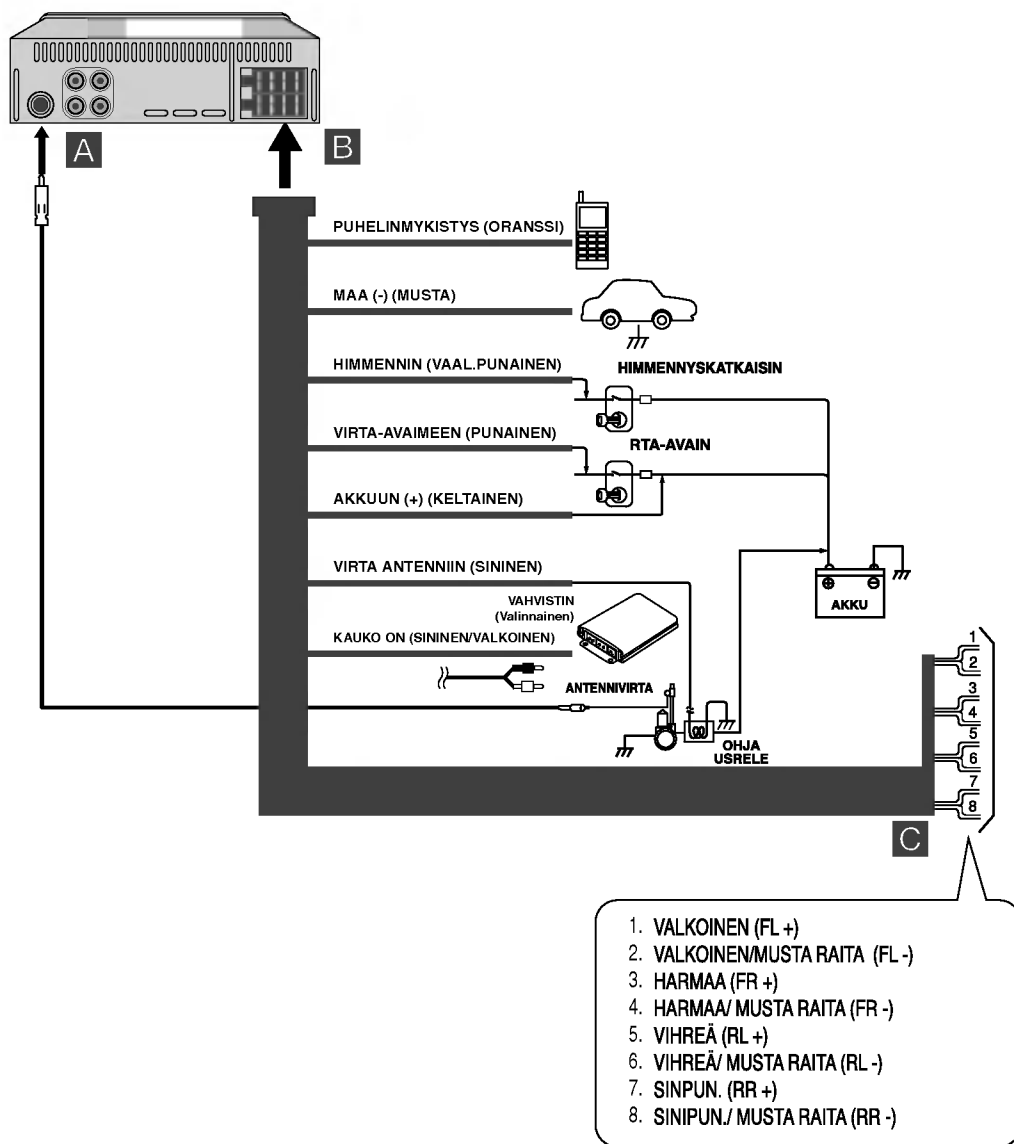 A
B
PUHELINMYKISTYS (ORANSSI)
MAA (-) (MUSTA)
HIMMENNIN (VAAL.PUNAINEN)
HIMMENNYSKATKAISIN
VIRTA-AVAIMEEN (PUNAINEN)
RTA-AVAIN
AKKUUN (+) (KELTAINEN)
VIRTA ANTENNIIN (SININEN)
AKKU
VAHVISTIN
(Valinnainen)
KAUKO ON (SININEN/VALKOINEN)
ANTENNIVIRTA
OHJA
USRELE
1
2
3
4
5
6
7
8
C
1. VALKOINEN (FL +)
2. VALKOINEN/MUSTA RAITA (FL -)
3. HARMAA (FR +)
4. HARMAA/ MUSTA RAITA (FR -)
5. VIHREÄ (RL +)
6. VIHREÄ/ MUSTA RAITA (RL -)
7. SINPUN. (RR +)
8. SINIPUN./ MUSTA RAITA (RR -)